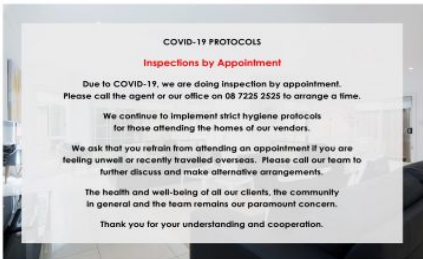 COVID-19 PROTOCOLS
Inspections by Appointment
Due to COVID-19, we are doing inspection by appointment.
Please call the agent or our office on 08 7225 2525 to arrange a time.
We continue to implement strict hygiene protocols
for those attending the homes of our vendors.
We ask that you refrain from attending an appointment if you are
feeling unwell or recently travelled overseas.  Please call our team to
further discuss and make alternative arrangements.
The health and well-being of all our clients, the community
in general and the team remains our paramount concern.
Thank you for your understanding and cooperation.